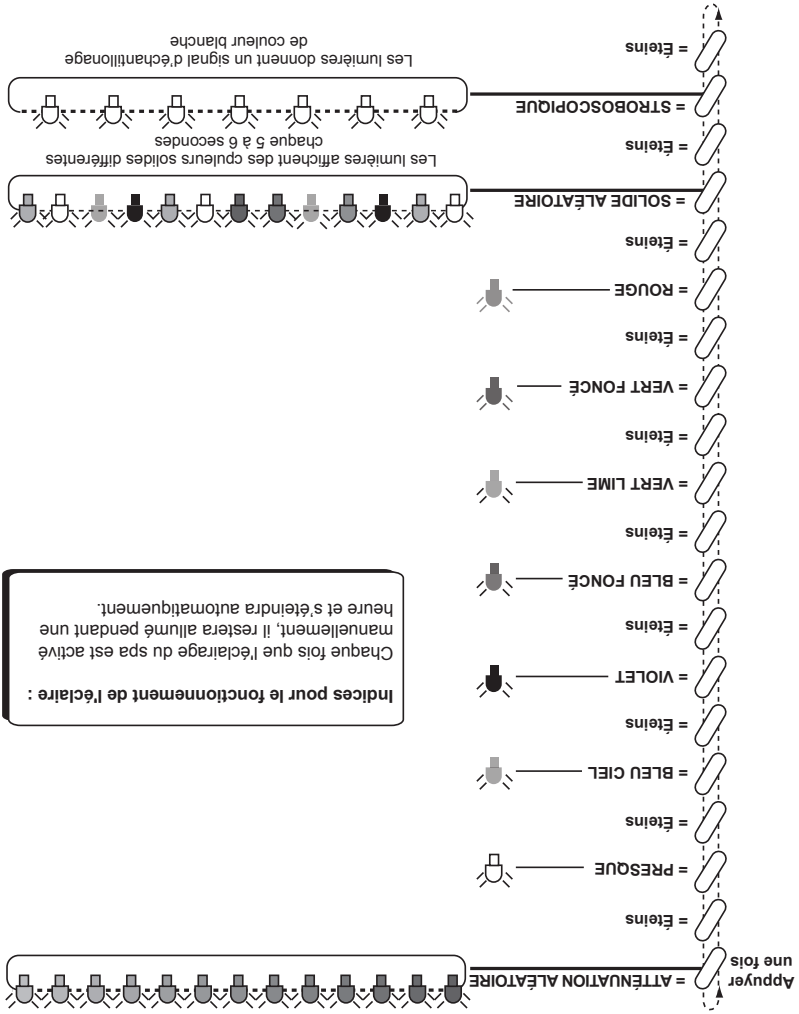 Appuyer
une fois
= ATTÉNUATION ALÉATOIRE
= Éteins
= PRESQUE
= Éteins
= BLEU CIEL
= Éteins
= VIOLET
= Éteins
= BLEU FONCÉ
= Éteins
= VERT LIME
= Éteins
= VERT FONCÉ
= Éteins
= ROUGE
= Éteins
= SOLIDE ALÉATOIRE
Les lumières affichent des cpuleurs solides différentes
chaque 5 à 6 secondes
= Éteins
= STROBOSCOPIQUE
Les lumières donnent un signal d'échantillonage
de couleur blanche
= Éteins
Indices pour le fonctionnement de l'éclaire :
Chaque fois que l'éclairage du spa est activé
manuellement, il restera allumé pendant une
heure et s'éteindra automatiquement.